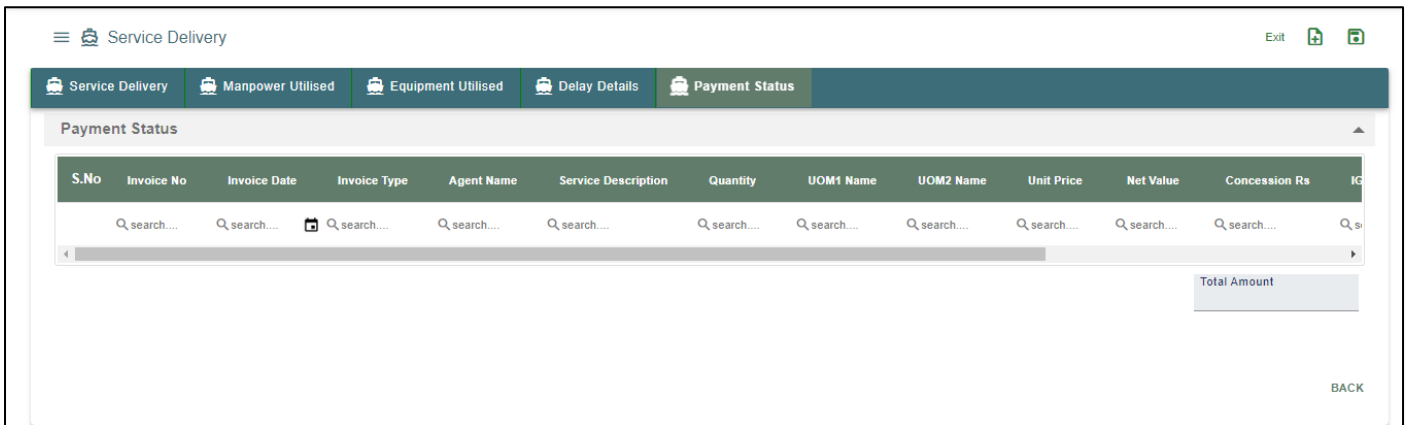 Service Delivery
Exit
Service Delivery Manpower Utilised Equipment Utilised Delay Details Payment Status
Payment Status
S.No Invoice No Invoice Date Invoice Type Agent Name Service Description Quantity UOM1 Name UOM2 Name Unit Price Net Value Concession Rs IG
search.... search.... search.... search.... search.... search.... search.... search.... search.... search.... search.... s
Total Amount
BACK